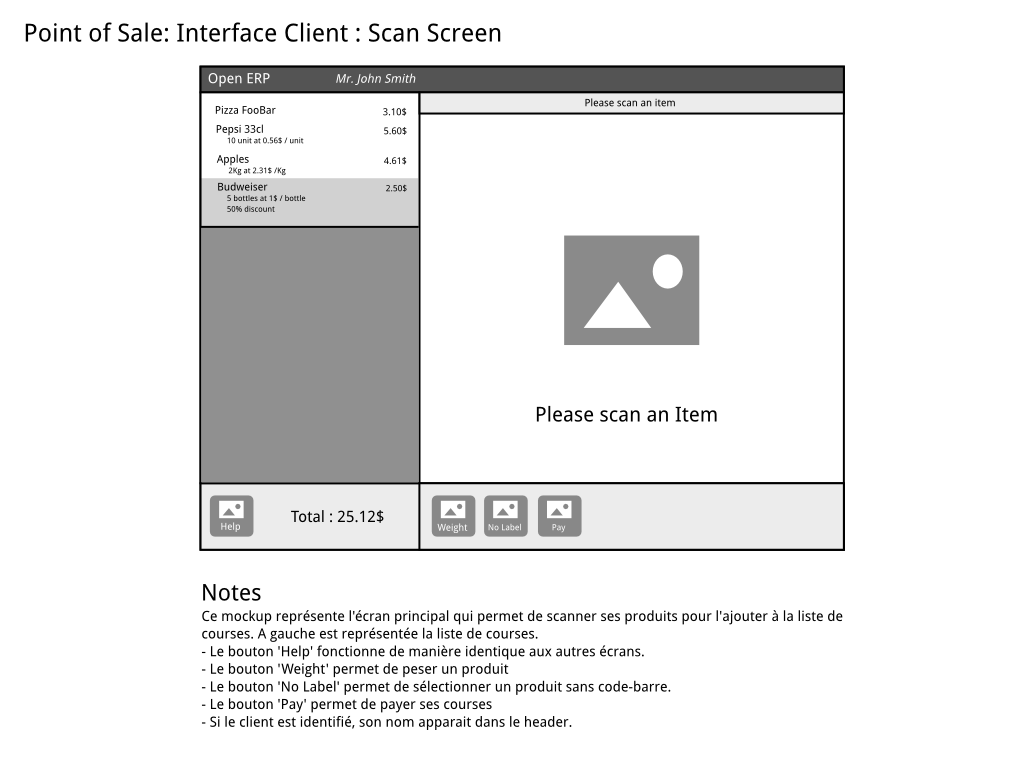 Point of Sale: Interface Client : Scan Screen
Open ERP Mr. John Smith
Please scan an item
Pizza FooBar 3.10$
Pepsi 33cl 5.60$
10 unit at 0.56$ / unit
Apples 4.61$
2Kg at 2.31$ /Kg
Budweiser 2.50$
5 bottles at 1$ / bottle
50% discount
Please scan an Item
Help
Total : 25.12$
Weight
No Label
Pay
Notes
Ce mockup représente l'écran principal qui permet de scanner ses produits pour l'ajouter à la liste de
courses. A gauche est représentée la liste de courses.
- Le bouton 'Help' fonctionne de manière identique aux autres écrans.
- Le bouton 'Weight' permet de peser un produit
- Le bouton 'No Label' permet de sélectionner un produit sans code-barre.
- Le bouton 'Pay' permet de payer ses courses
- Si le client est identifié, son nom apparait dans le header.